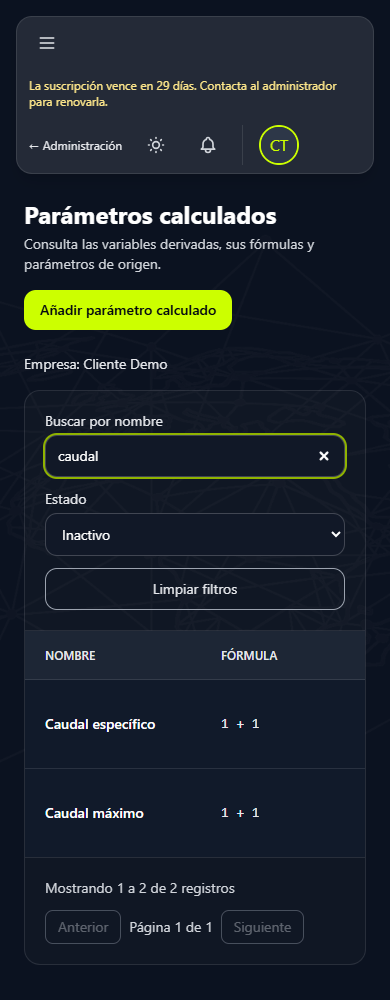 La suscripción vence en 29 días. Contacta al administrador
para renovarla.
← Administración
CT
Parámetros calculados
Consulta las variables derivadas, sus fórmulas y
parámetros de origen.
Añadir parámetro calculado
Empresa: Cliente Demo
Buscar por nombre
caudal
Estado
Inactivo
Limpiar filtros
NOMBRE FÓRMULA
Caudal específico 1 + 1
Caudal máximo 1 + 1
Mostrando 1 a 2 de 2 registros
Anterior Página 1 de 1 Siguiente